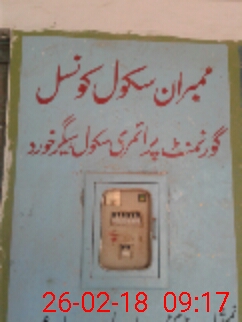 ممبران سکول کونسل
گورنمنٹ پرائمری سکول بیگر خورد
26-02-18 09:17